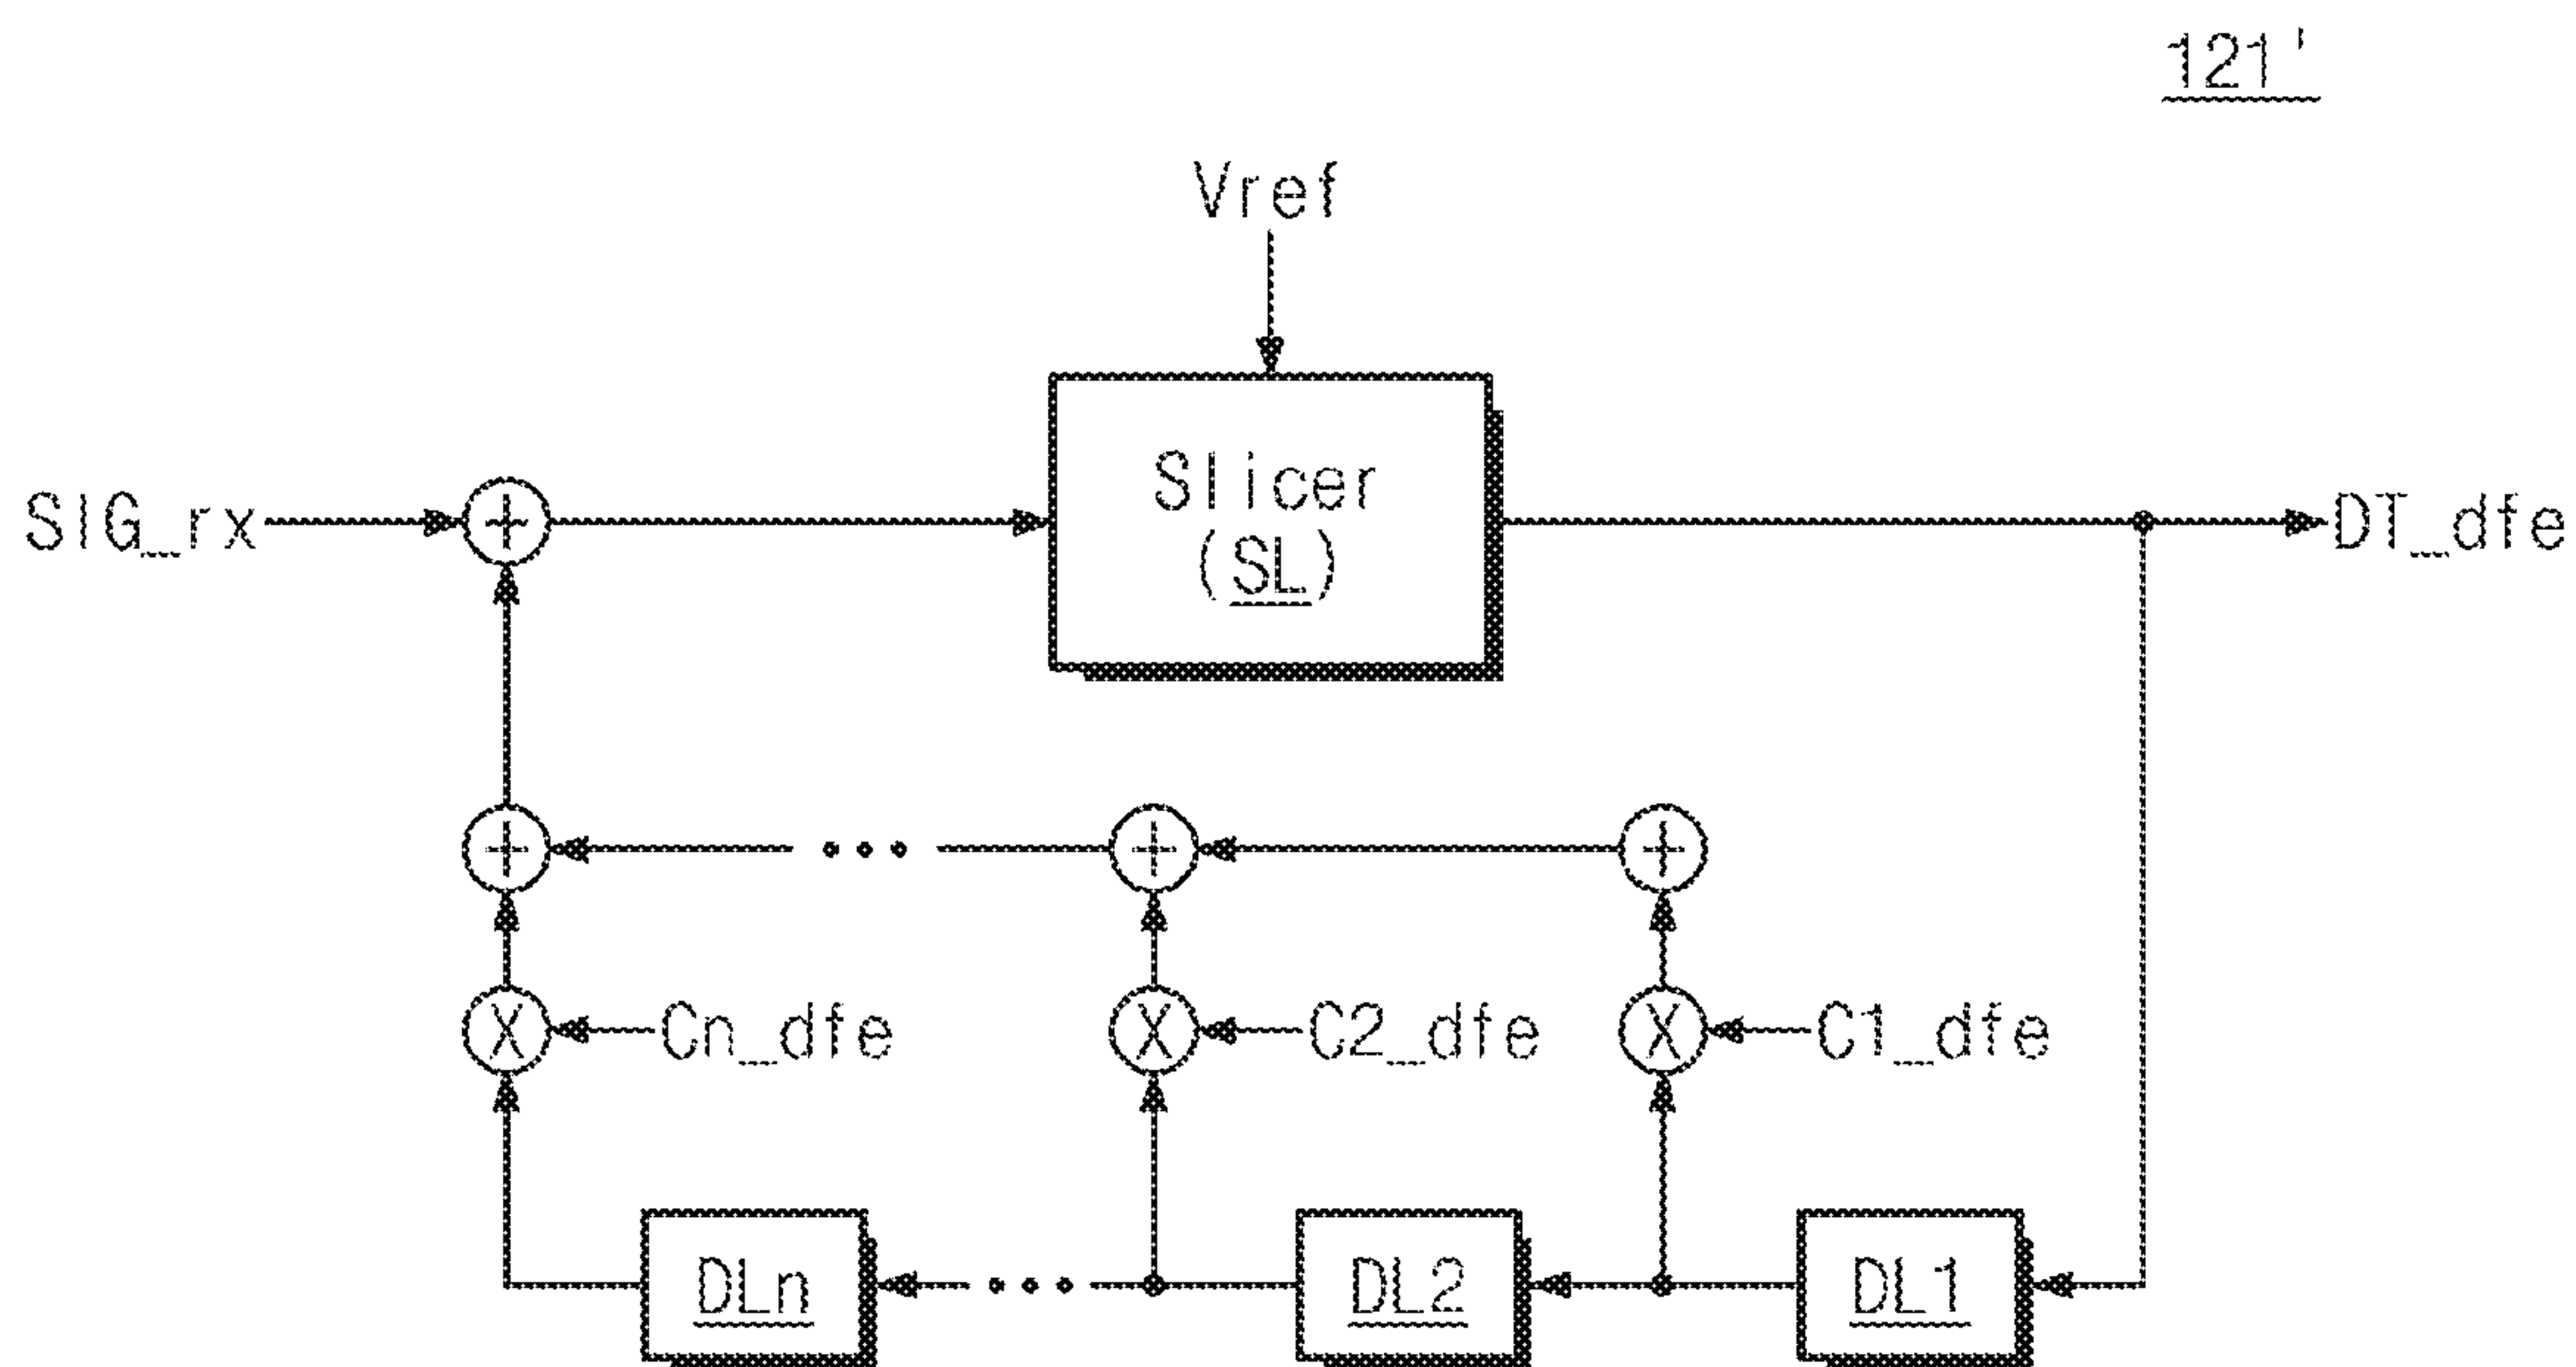 121'
Vref
SIG_rx
+
Slicer
(SL)
DT_dfe
+
...
+
+
X
Cn_dfe
X
C2_dfe
X
C1_dfe
DLn
...
DL2
DL1